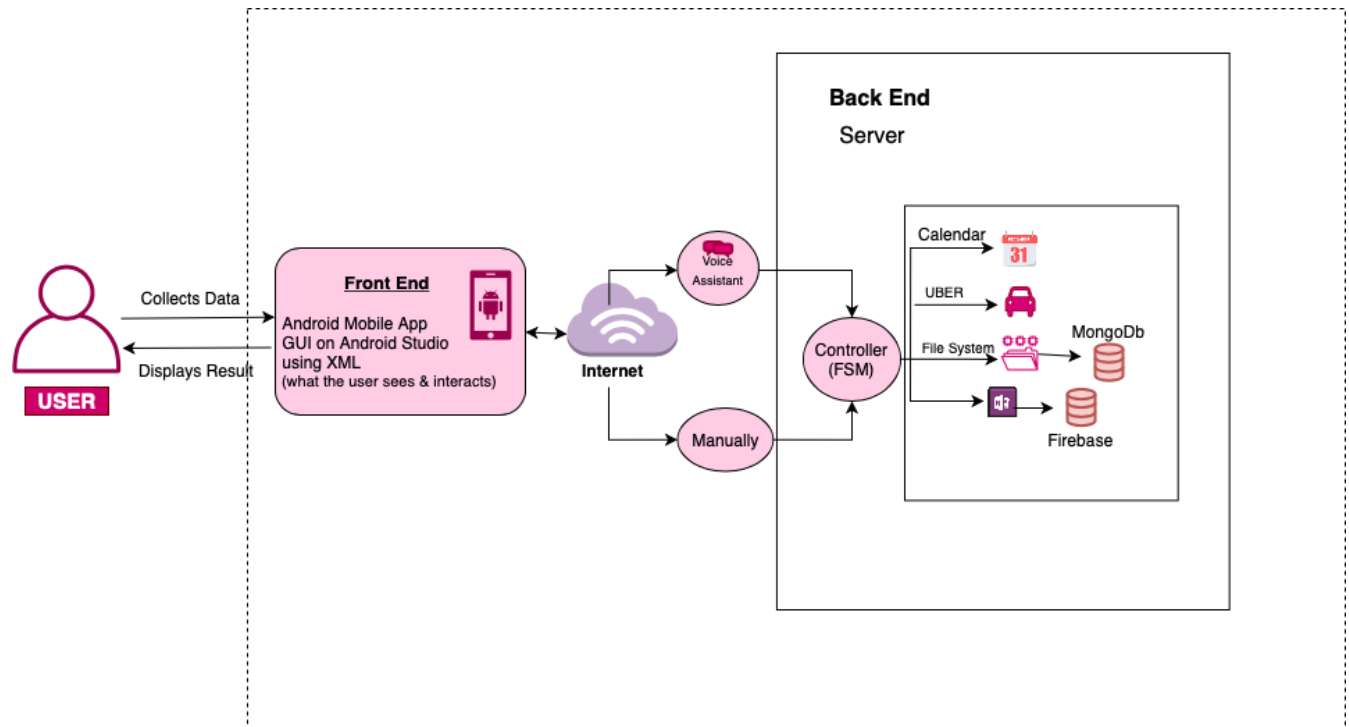 Back End
Server
Calendar
31
UBER
File System
MongoDb
Firebase
Voice
Assistant
Controller
(FSM)
Manually
Internet
Front End
Android Mobile App
GUI on Android Studio
using XML
(what the user sees & interacts)
Collects Data
Displays Result
USER